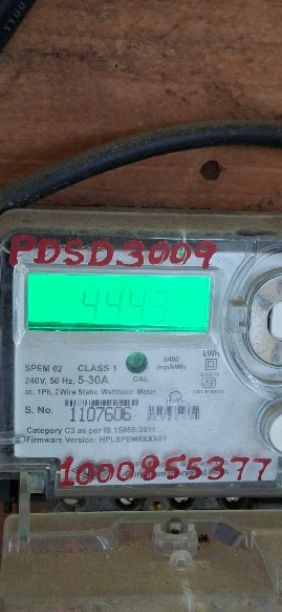 PDSD3009
4443
SPEM 02 CLASS 1
240V, 50 Hz, 5-30A CAL
6400
imp/kWh
kWh
ac, 1Ph, 2Wire Static Watthour Meter
S. No. 1107606
Category C3 as per IS 15959:2011
Firmware Version: HPLSPEM6XXX01
1000855377